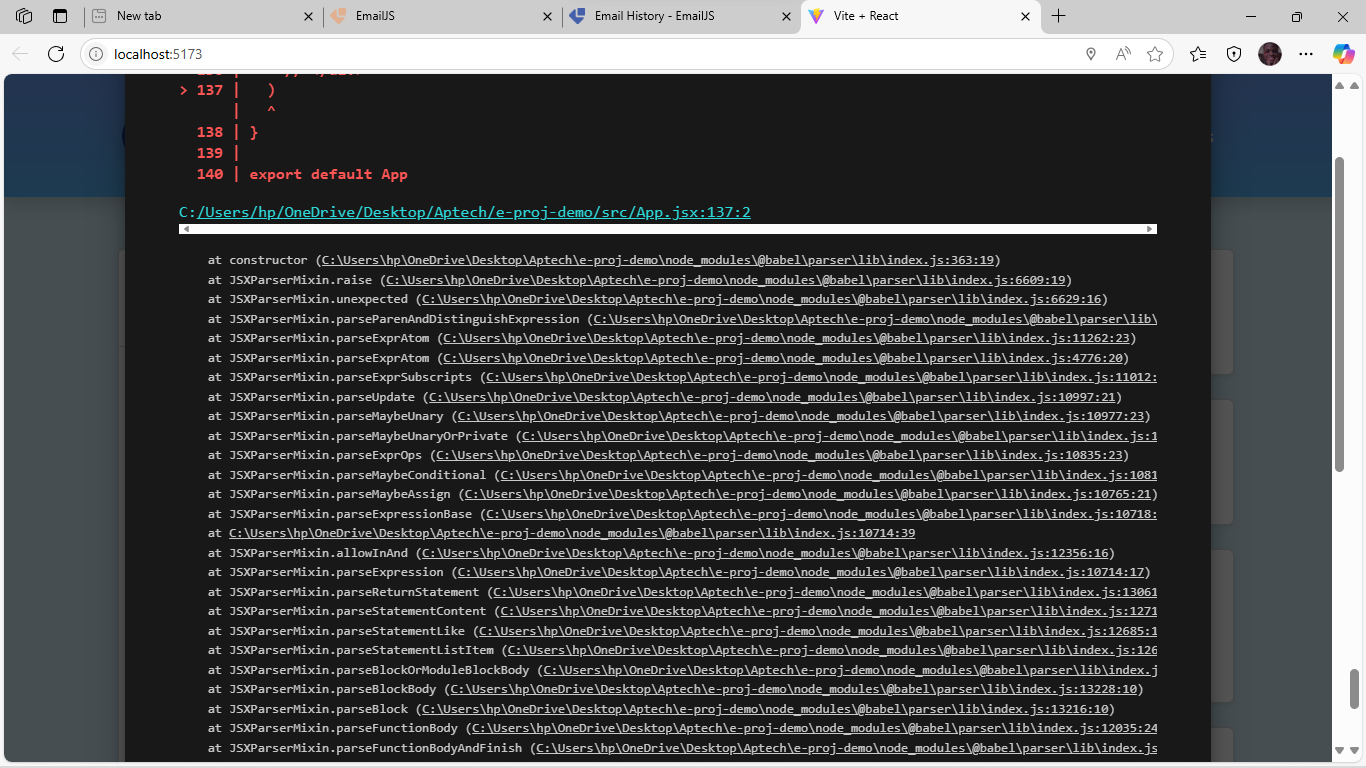 New tab
EmailJS
Email History - EmailJS
Vite + React
localhost:5173
> 137 | )
| ^
138 | }
139 |
140 | export default App
C:/Users/hp/OneDrive/Desktop/Aptech/e-proj-demo/src/App.jsx:137:2
at constructor (C:\Users\hp\OneDrive\Desktop\Aptech\e-proj-demo\node_modules\@babel\parser\lib\index.js:363:19)
at JSXParserMixin.raise (C:\Users\hp\OneDrive\Desktop\Aptech\e-proj-demo\node_modules\@babel\parser\lib\index.js:6609:19)
at JSXParserMixin.unexpected (C:\Users\hp\OneDrive\Desktop\Aptech\e-proj-demo\node_modules\@babel\parser\lib\index.js:6629:16)
at JSXParserMixin.parseParenAndDistinguishExpression (C:\Users\hp\OneDrive\Desktop\Aptech\e-proj-demo\node_modules\@babel\parser\lib\
at JSXParserMixin.parseExprAtom (C:\Users\hp\OneDrive\Desktop\Aptech\e-proj-demo\node_modules\@babel\parser\lib\index.js:11262:23)
at JSXParserMixin.parseExprAtom (C:\Users\hp\OneDrive\Desktop\Aptech\e-proj-demo\node_modules\@babel\parser\lib\index.js:4776:20)
at JSXParserMixin.parseExprSubscripts (C:\Users\hp\OneDrive\Desktop\Aptech\e-proj-demo\node_modules\@babel\parser\lib\index.js:11012:
at JSXParserMixin.parseUpdate (C:\Users\hp\OneDrive\Desktop\Aptech\e-proj-demo\node_modules\@babel\parser\lib\index.js:10997:21)
at JSXParserMixin.parseMaybeUnary (C:\Users\hp\OneDrive\Desktop\Aptech\e-proj-demo\node_modules\@babel\parser\lib\index.js:10977:23)
at JSXParserMixin.parseMaybeUnaryOrPrivate (C:\Users\hp\OneDrive\Desktop\Aptech\e-proj-demo\node_modules\@babel\parser\lib\index.js:1
at JSXParserMixin.parseExprOps (C:\Users\hp\OneDrive\Desktop\Aptech\e-proj-demo\node_modules\@babel\parser\lib\index.js:10835:23)
at JSXParserMixin.parseMaybeConditional (C:\Users\hp\OneDrive\Desktop\Aptech\e-proj-demo\node_modules\@babel\parser\lib\index.js:1081
at JSXParserMixin.parseMaybeAssign (C:\Users\hp\OneDrive\Desktop\Aptech\e-proj-demo\node_modules\@babel\parser\lib\index.js:10765:21)
at JSXParserMixin.parseExpressionBase (C:\Users\hp\OneDrive\Desktop\Aptech\e-proj-demo\node_modules\@babel\parser\lib\index.js:10718:
at C:\Users\hp\OneDrive\Desktop\Aptech\e-proj-demo\node_modules\@babel\parser\lib\index.js:10714:39
at JSXParserMixin.allowInAnd (C:\Users\hp\OneDrive\Desktop\Aptech\e-proj-demo\node_modules\@babel\parser\lib\index.js:12356:16)
at JSXParserMixin.parseExpression (C:\Users\hp\OneDrive\Desktop\Aptech\e-proj-demo\node_modules\@babel\parser\lib\index.js:10714:17)
at JSXParserMixin.parseReturnStatement (C:\Users\hp\OneDrive\Desktop\Aptech\e-proj-demo\node_modules\@babel\parser\lib\index.js:13061
at JSXParserMixin.parseStatementContent (C:\Users\hp\OneDrive\Desktop\Aptech\e-proj-demo\node_modules\@babel\parser\lib\index.js:1271
at JSXParserMixin.parseStatementLike (C:\Users\hp\OneDrive\Desktop\Aptech\e-proj-demo\node_modules\@babel\parser\lib\index.js:12685:1
at JSXParserMixin.parseStatementListItem (C:\Users\hp\OneDrive\Desktop\Aptech\e-proj-demo\node_modules\@babel\parser\lib\index.js:126
at JSXParserMixin.parseBlockOrModuleBlockBody (C:\Users\hp\OneDrive\Desktop\Aptech\e-proj-demo\node_modules\@babel\parser\lib\index.j
at JSXParserMixin.parseBlockBody (C:\Users\hp\OneDrive\Desktop\Aptech\e-proj-demo\node_modules\@babel\parser\lib\index.js:13228:10)
at JSXParserMixin.parseBlock (C:\Users\hp\OneDrive\Desktop\Aptech\e-proj-demo\node_modules\@babel\parser\lib\index.js:13216:10)
at JSXParserMixin.parseFunctionBody (C:\Users\hp\OneDrive\Desktop\Aptech\e-proj-demo\node_modules\@babel\parser\lib\index.js:12035:24
at JSXParserMixin.parseFunctionBodyAndFinish (C:\Users\hp\OneDrive\Desktop\Aptech\e-proj-demo\node_modules\@babel\parser\lib\index.js